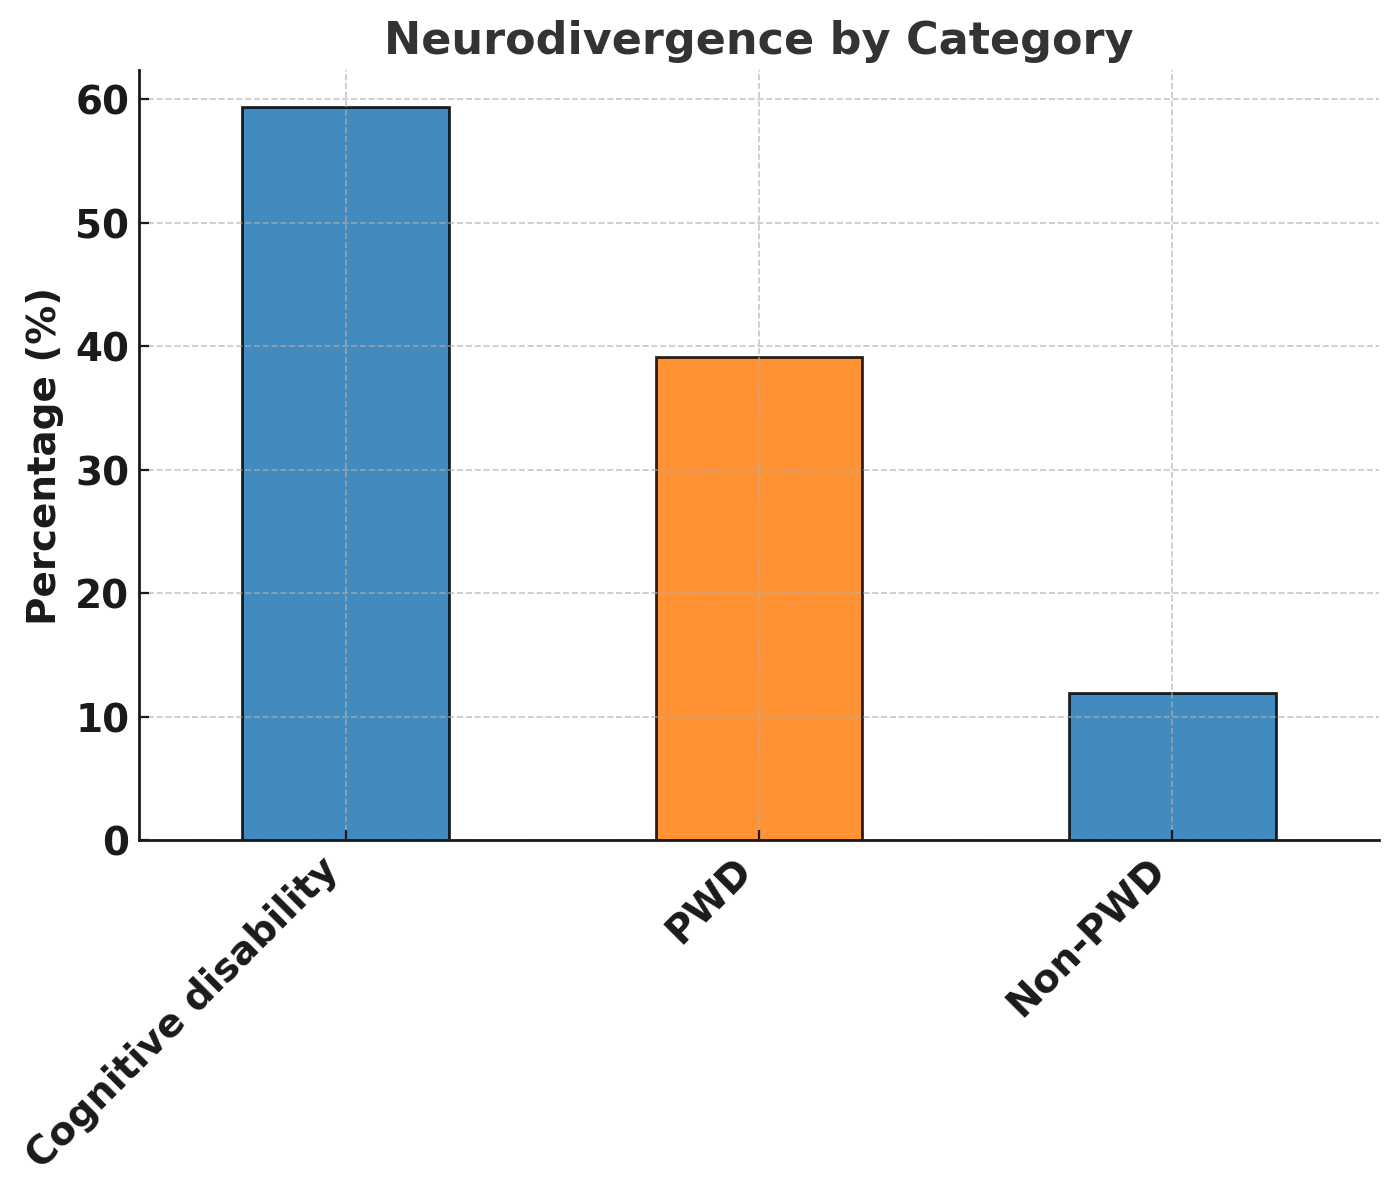 Neurodivergence by Category
Percentage (%)
60
50
40
30
20
10
0
Cognitive disability
PWD
Non-PWD